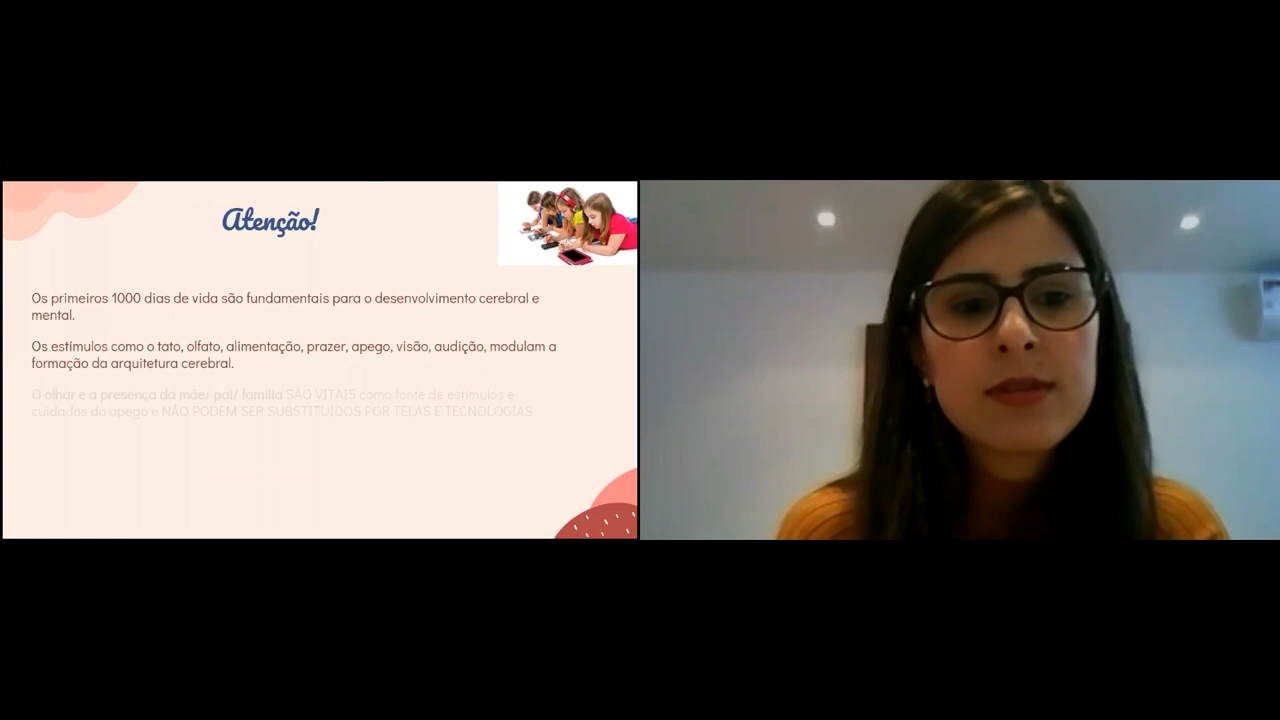 Atenção!
Os primeiros 1000 dias de vida são fundamentais para o desenvolvimento cerebral e
mental.
Os estímulos como o tato, olfato, alimentação, prazer, apego, visão, audição, modulam a
formação da arquitetura cerebral.
O olhar e a presença da mãe/ pai/ família SÃO VITAIS como fonte de estímulos e
cuidados do apego e NÃO PODEM SER SUBSTITUÍDOS POR TELAS E TECNOLOGIAS